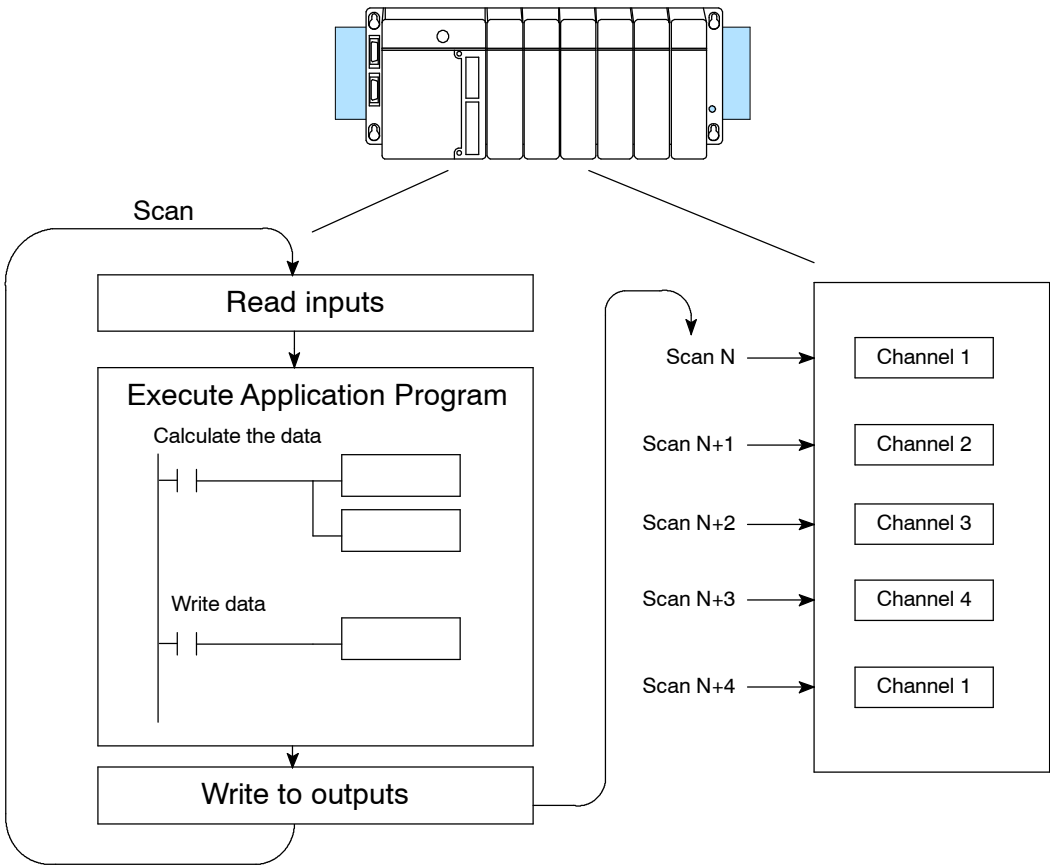 Scan
Read inputs
Execute Application Program
Calculate the data
Write data
Write to outputs
Scan N
Channel 1
Scan N+1
Channel 2
Scan N+2
Channel 3
Scan N+3
Channel 4
Scan N+4
Channel 1